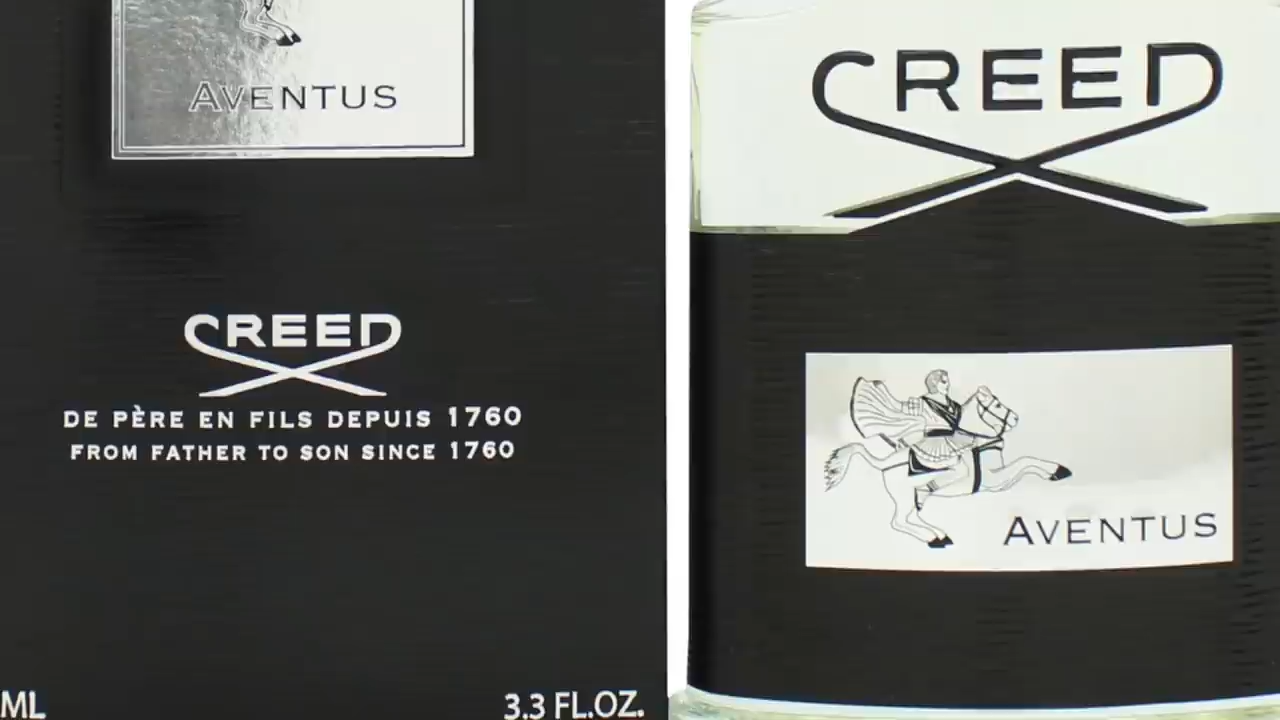 AVENTUS
CREED
DE PÈRE EN FILS DEPUIS 1760
FROM FATHER TO SON SINCE 1760
ML
3.3 FL.OZ.
CREED
AVENTUS